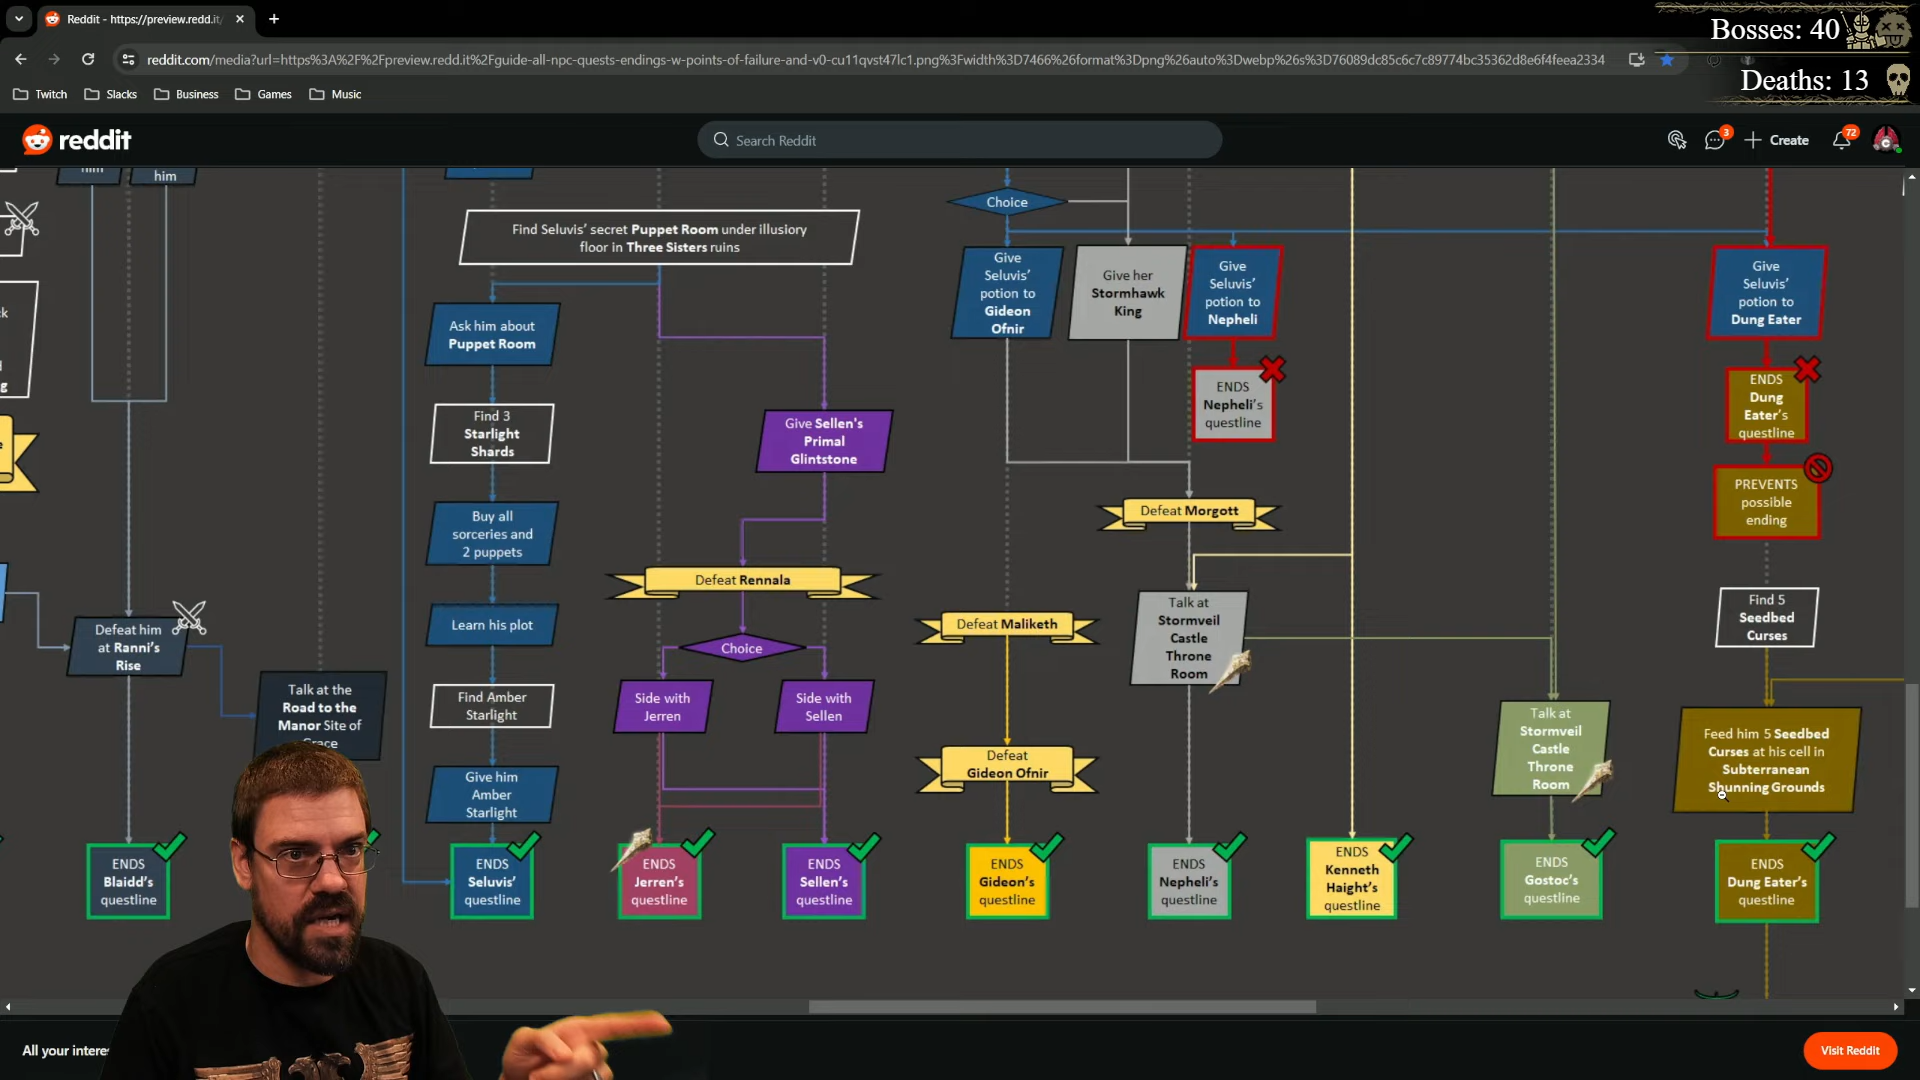 Reddit - https://preview.redd.it/
Bosses: 40
Deaths: 13
reddit.com/media?url=https%3A%2F%2Fpreview.redd.it%2Fguide-all-npc-quests-endings-w-points-of-failure-and-v0-cu11qvst47lc1.png%3Fwidth%3D7466%26format%3Dpng%26auto%3Dwebp%26s%3D76089dc85c6c7c89774bc35362d8e6f4feea2334
Twitch
Slacks
Business
Games
Music
reddit
Search Reddit
3
Create
72
him
him
Find Seluvis’ secret Puppet Room under illusiory
floor in Three Sisters ruins
Choice
Give
Seluvis’
potion to
Gideon
Ofnir
Give her
Stormhawk
King
Give
Seluvis’
potion to
Nepheli
Give
Seluvis’
potion to
Dung Eater
Ask him about
Puppet Room
ENDS
Nepheli’s
questline
ENDS
Dung
Eater’s
questline
Find 3
Starlight
Shards
Give Sellen's
Primal
Glintstone
PREVENTS
possible
ending
Buy all
sorceries and
2 puppets
Defeat Morgott
Defeat Rennala
Find 5
Seedbed
Curses
Defeat him
at Ranni’s
Rise
Learn his plot
Choice
Defeat Maliketh
Talk at
Stormveil
Castle
Throne
Room
Talk at the
Road to the
Manor Site of
Grace
Find Amber
Starlight
Side with
Jerren
Side with
Sellen
Talk at
Stormveil
Castle
Throne
Room
Feed him 5 Seedbed
Curses at his cell in
Subterranean
Shunning Grounds
Defeat
Gideon Ofnir
Give him
Amber
Starlight
ENDS
Blaidd’s
questline
ENDS
Seluvis’
questline
ENDS
Jerren’s
questline
ENDS
Sellen’s
questline
ENDS
Gideon’s
questline
ENDS
Nepheli’s
questline
ENDS
Kenneth
Haight’s
questline
ENDS
Gostoc’s
questline
ENDS
Dung Eater’s
questline
All your intere
Visit Reddit